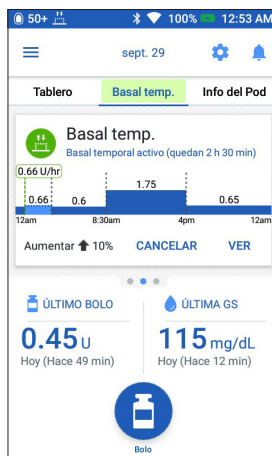 50+ 100% 12:53 AM
sept. 29
Tablero Basal temp. Info del Pod
Basal temp.
Basal temporal activo (quedan 2 h 30 min)
0.66 U/hr
0.66 0.6 1.75 0.65
12am 8:30am 4pm 12am
Aumentar 10% CANCELAR VER
ÚLTIMO BOLO ÚLTIMA GS
0.45 U 115 mg/dL
Hoy (Hace 49 min) Hoy (Hace 12 min)
Bolo